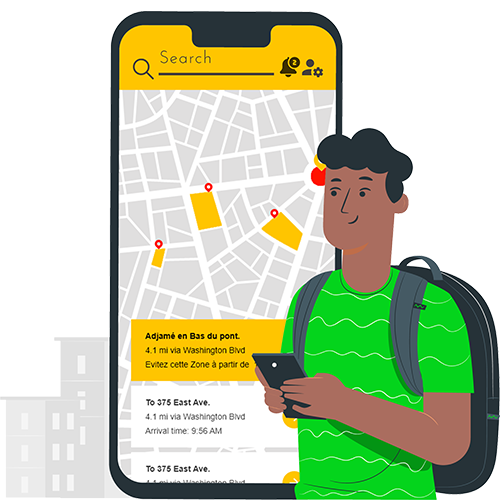 Search
2
Adjamé en Bas du pont.
4.1 mi via Washington Blvd
Evitez cette Zone à partir de
To 375 East Ave.
4.1 mi via Washington Blvd
Arrival time: 9:56 AM
To 375 East Ave.
4.1 mi via Washington Blvd